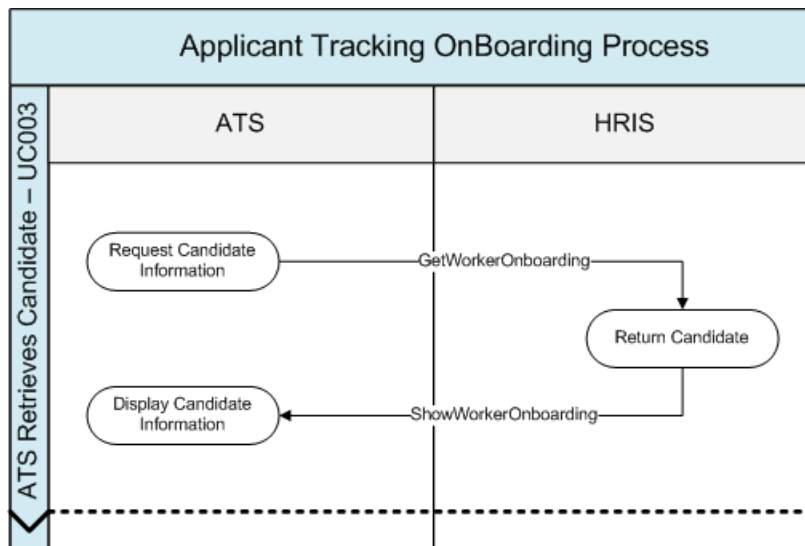 Applicant Tracking OnBoarding Process
ATS Retrieves Candidate – UC003
ATS
HRIS
Request Candidate
Information
GetWorkerOnboarding
Return Candidate
Display Candidate
Information
ShowWorkerOnboarding